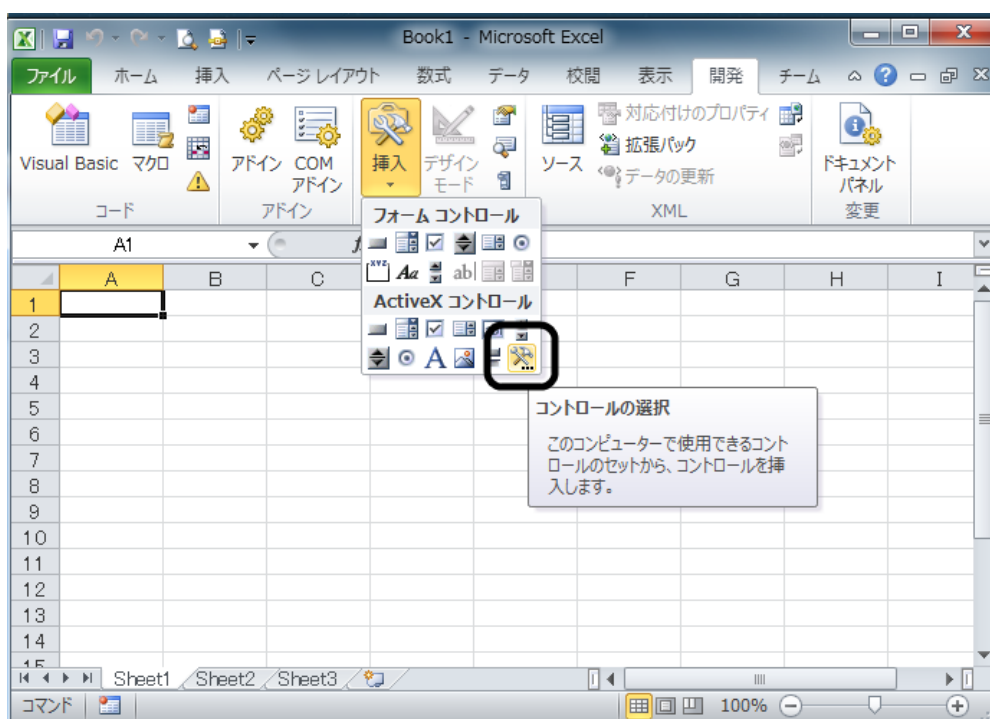 Book1 - Microsoft Excel
ファイル ホーム 挿入 ページ レイアウト 数式 データ 校閲 表示 開発 チーム
Visual Basic マクロ
コード
アドイン COM アドイン
アドイン
挿入 デザイン モード
ソース
対応付けのプロパティ
拡張パック
データの更新
XML
ドキュメント パネル
変更
A1
フォーム コントロール
XYZ Aa ab
ActiveX コントロール
A
A B C F G H I
1
2
3
4
5
6
7
8
9
10
11
12
13
14
15
コントロールの選択
このコンピューターで使用できるコント
ロールのセットから、コントロールを挿
入します。
Sheet1 Sheet2 Sheet3
コマンド 100%